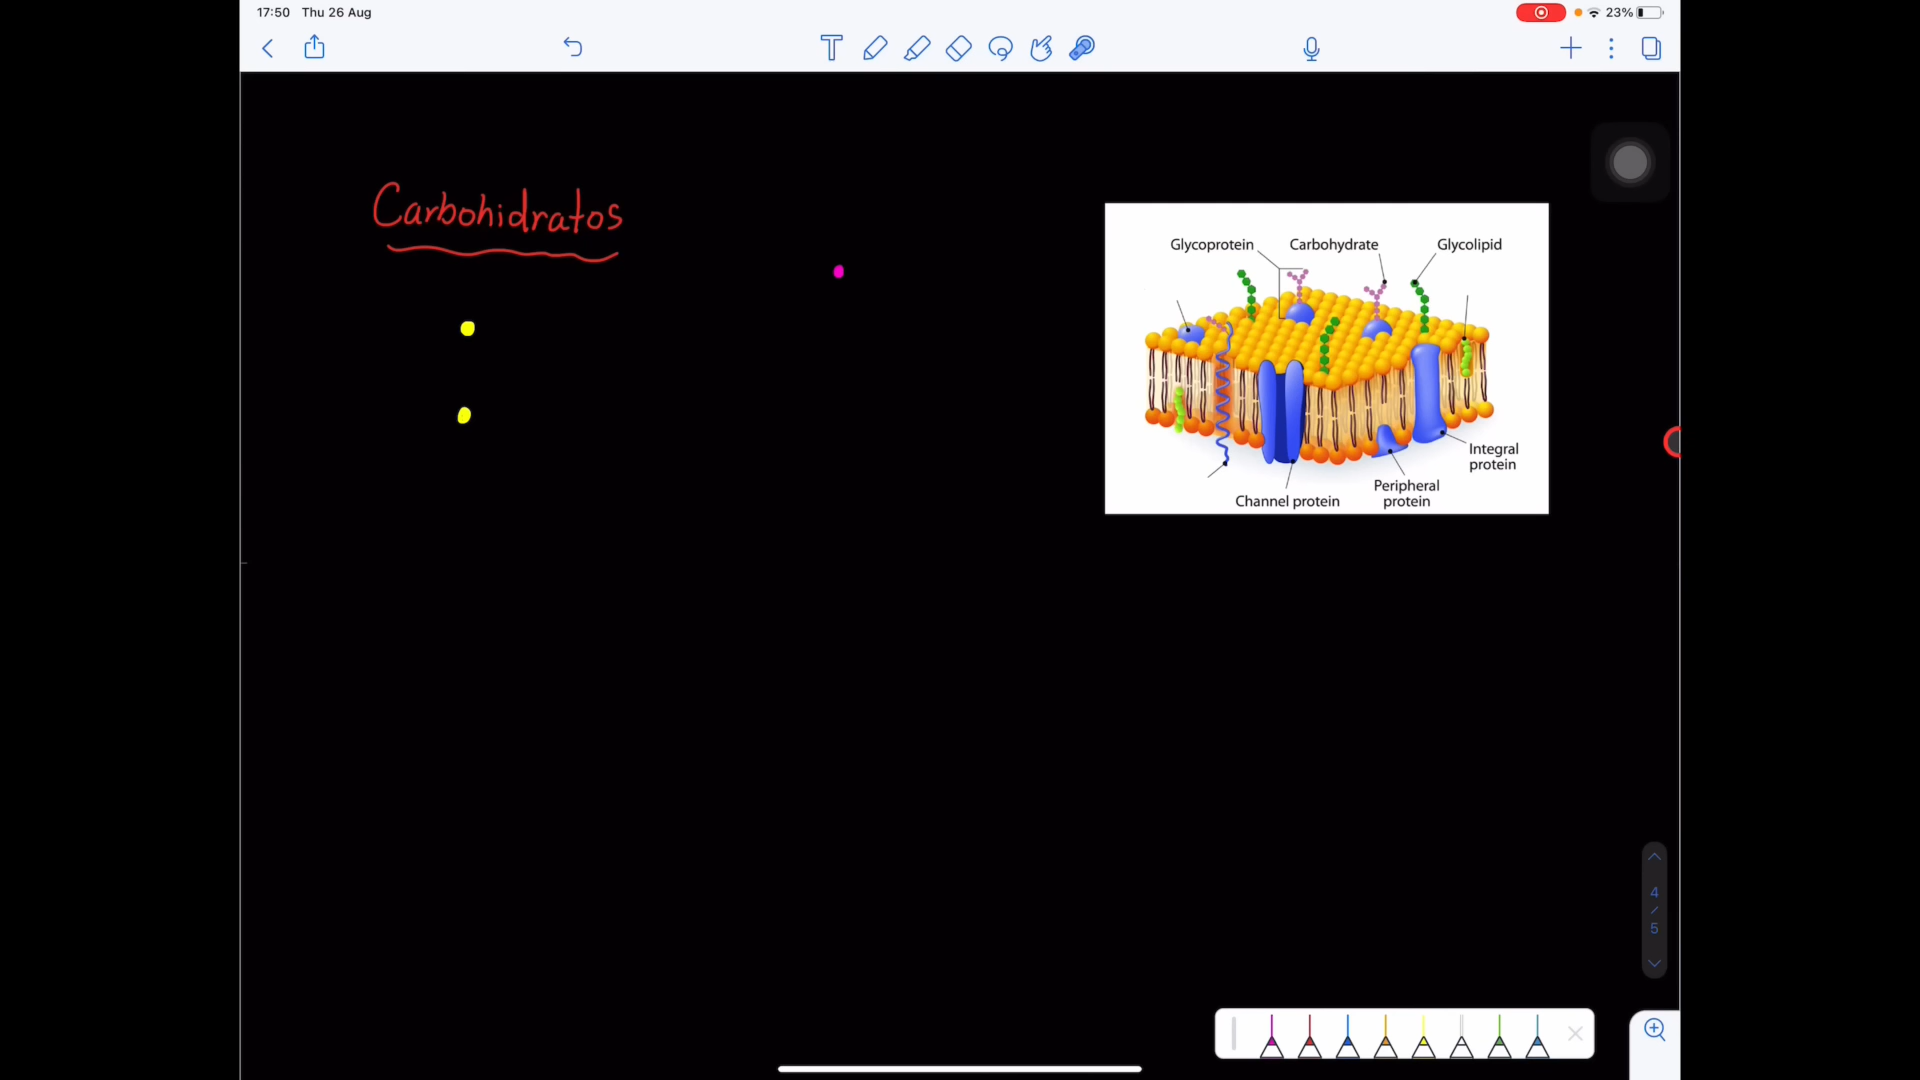 17:50 Thu 26 Aug
23%
T
Carbohidratos
Glycoprotein Carbohydrate Glycolipid
Integral
protein
Peripheral
protein
Channel protein
4
/
5